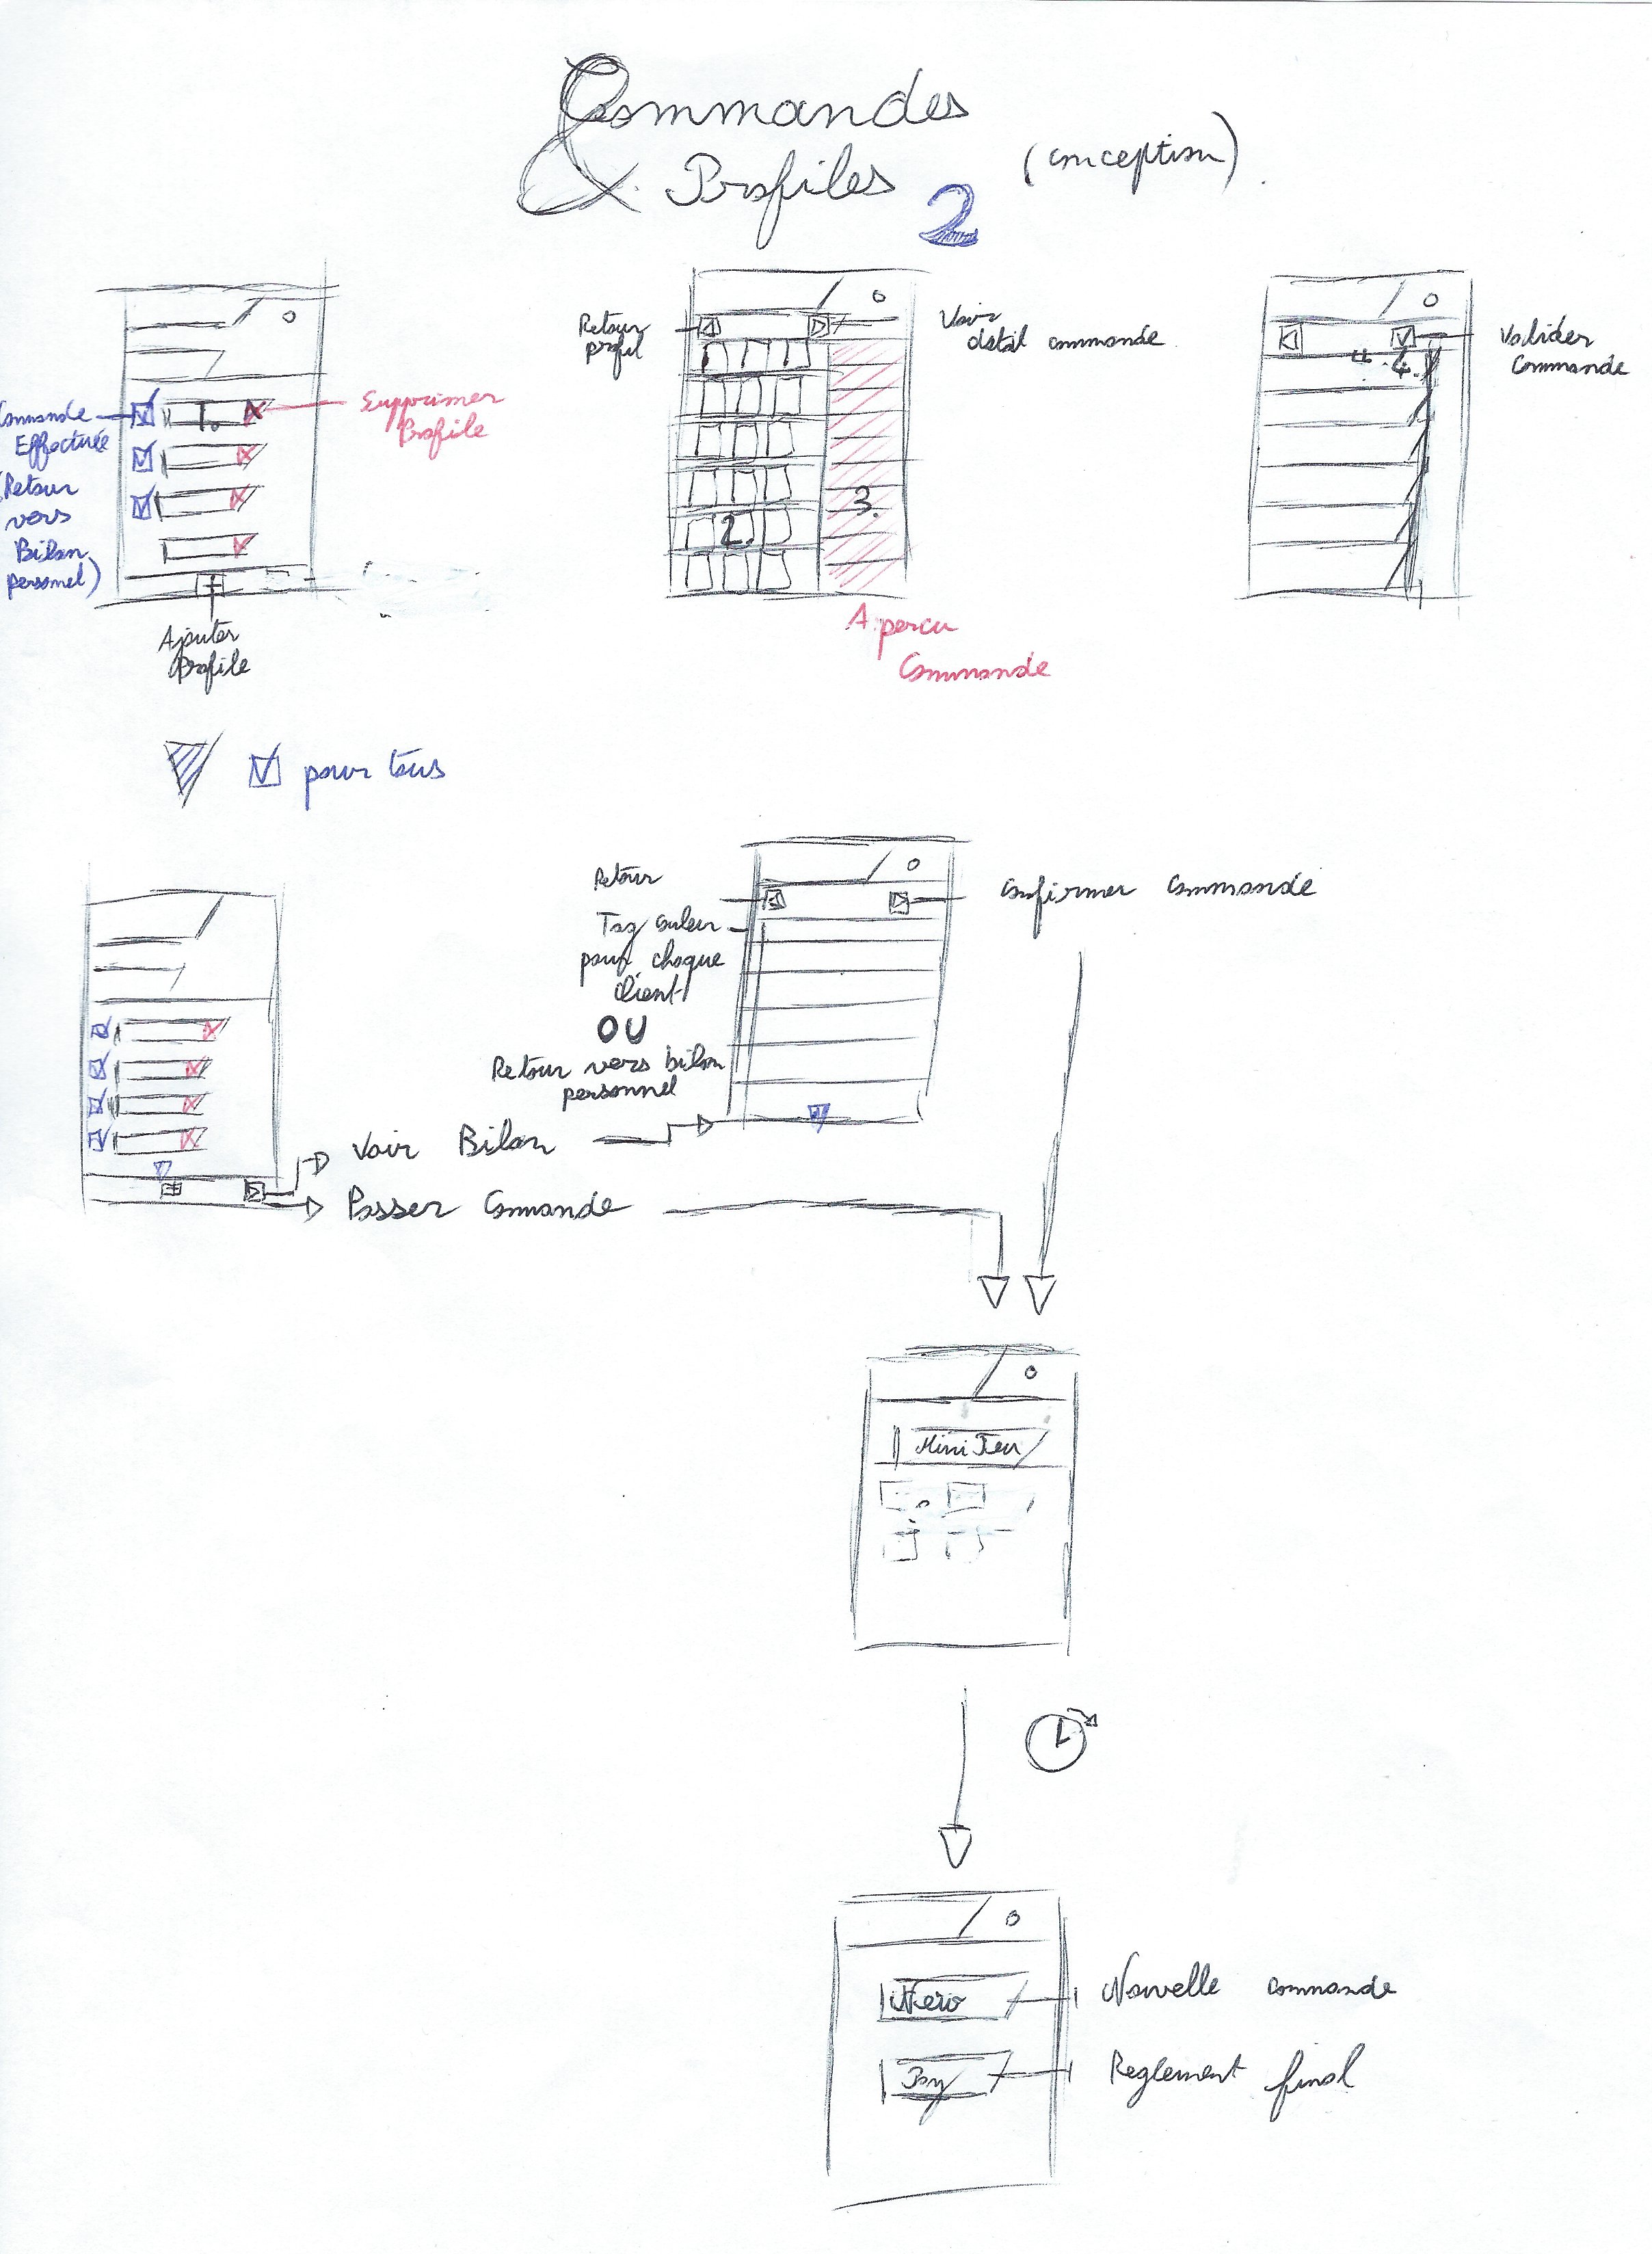 Commandes
& Profiles 2
(conception)
Commande
Effectuée
(Retour
vers
Bilan
personnel)
1.
Supprimer
Profile
Ajouter
Profile
Retour
profil
Voir
détail commande
2.
3.
Aperçu
Commande
4.
Valider
Commande
pour tous
Retour
Tag couleur
pour chaque
client
OU
Retour vers bilan
personnel
Confirmer Commande
Voir Bilan
Passer Commande
Mini Jeu
Nouvelle commande
Pay
Reglement final